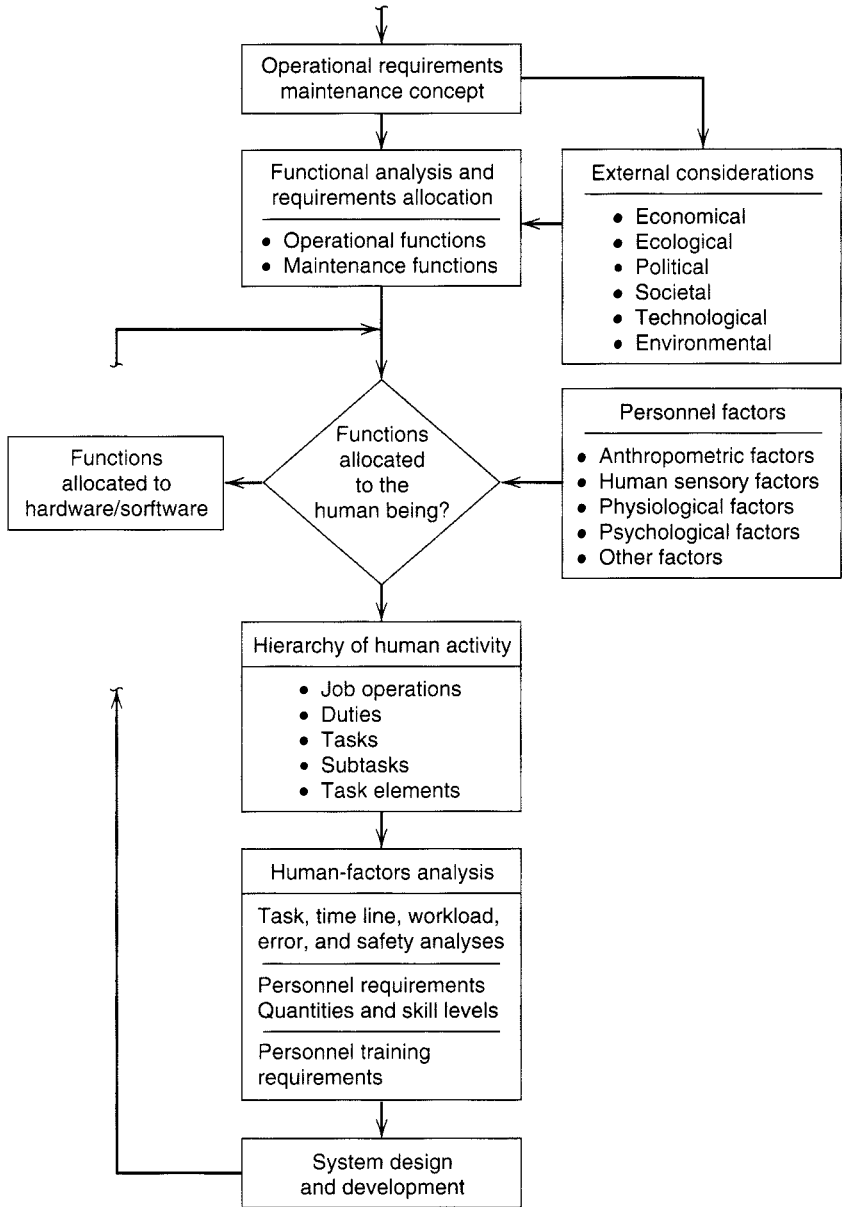 Operational requirements
maintenance concept
Functional analysis and
requirements allocation
• Operational functions
• Maintenance functions
External considerations
• Economical
• Ecological
• Political
• Societal
• Technological
• Environmental
Personnel factors
• Anthropometric factors
• Human sensory factors
• Physiological factors
• Psychological factors
• Other factors
Functions
allocated
to the
human being?
Functions
allocated to
hardware/sorftware
Hierarchy of human activity
• Job operations
• Duties
• Tasks
• Subtasks
• Task elements
Human-factors analysis
Task, time line, workload,
error, and safety analyses
Personnel requirements
Quantities and skill levels
Personnel training
requirements
System design
and development